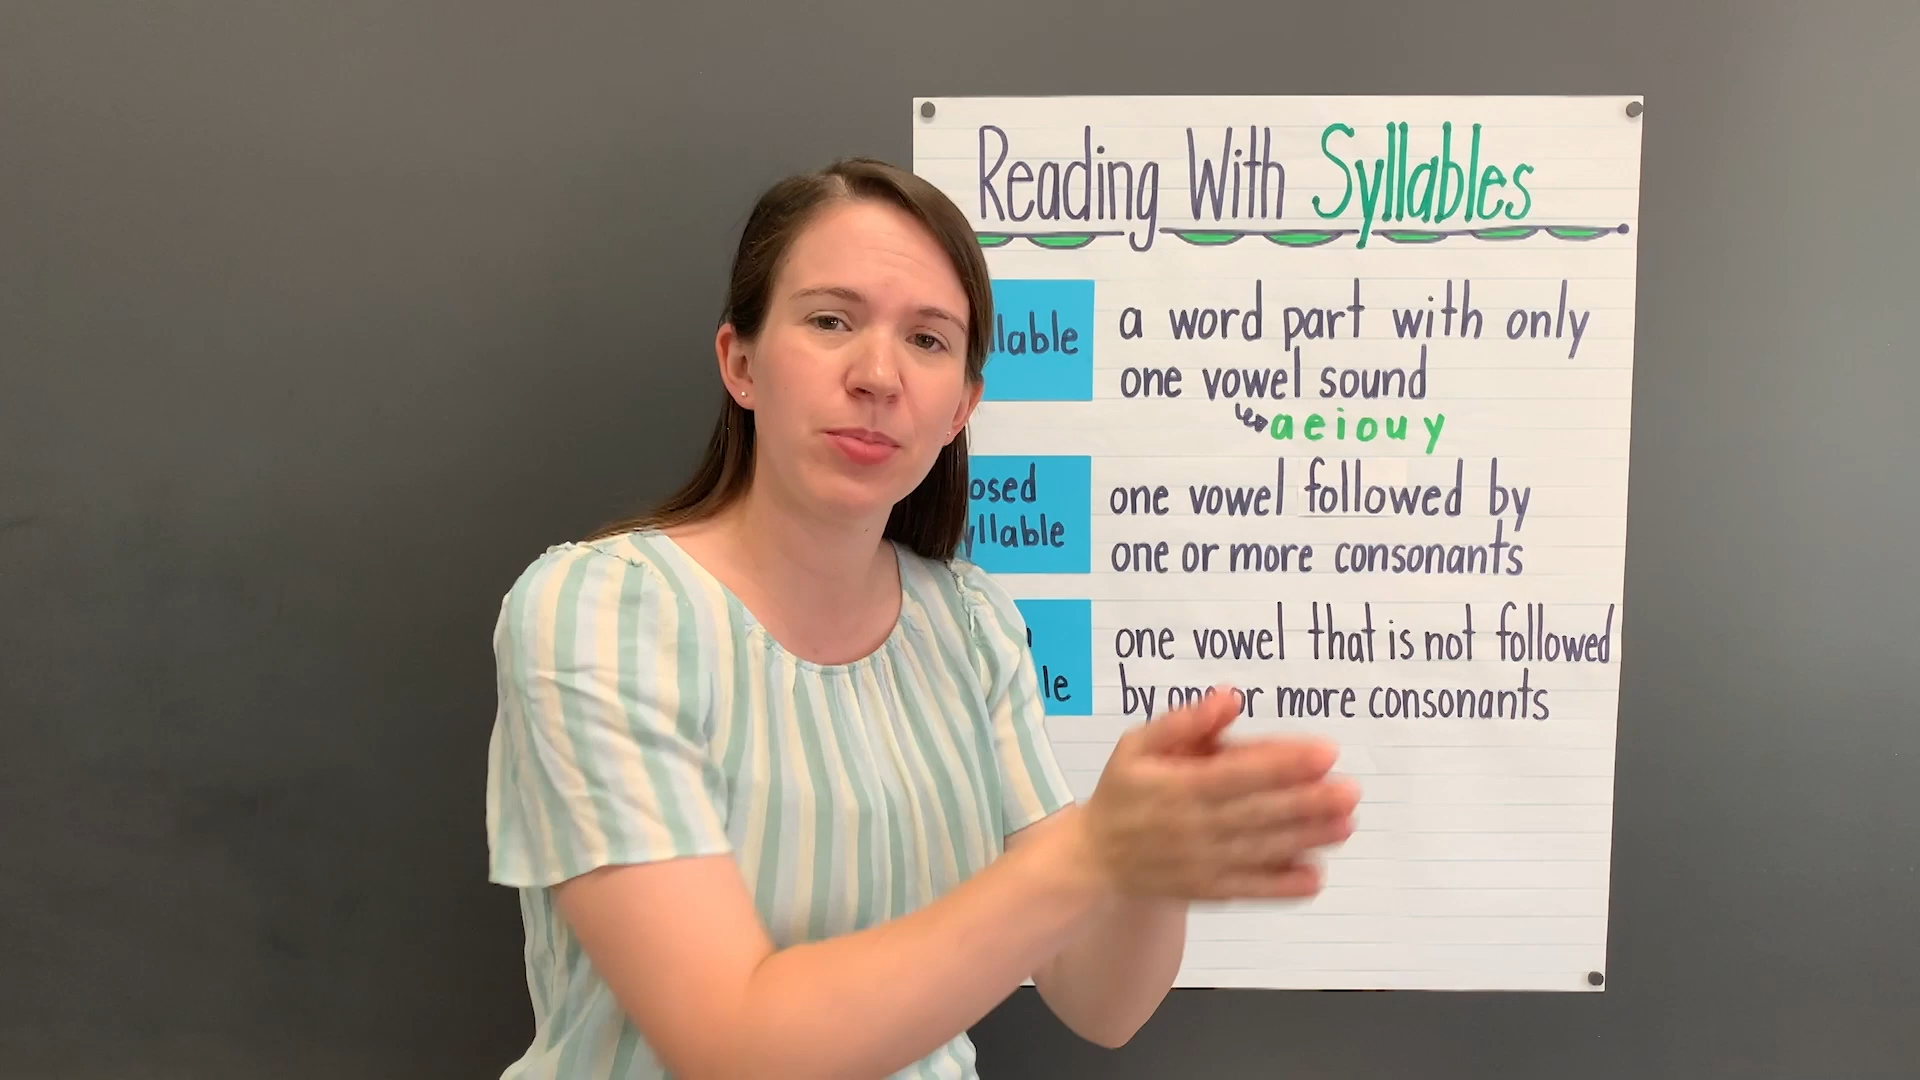 Reading With Syllables
llable
a word part with only
one vowel sound
a e i o u y
osed
yllable
one vowel followed by
one or more consonants
le
one vowel that is not followed
by one or more consonants